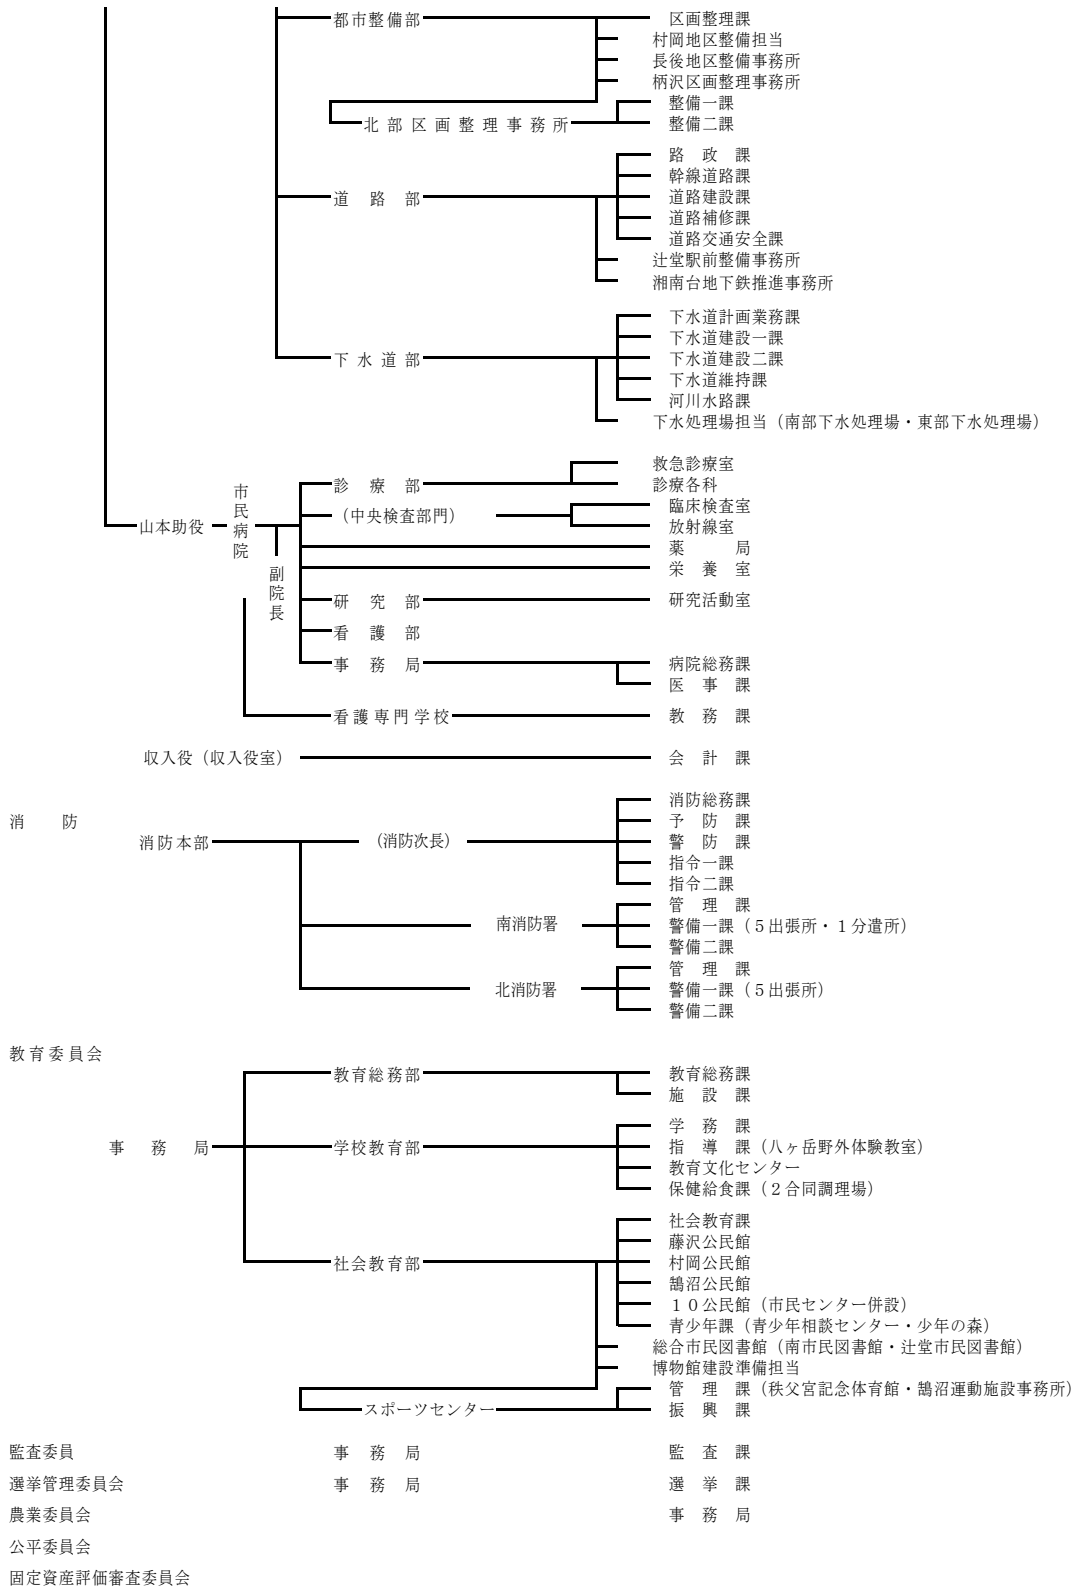 都市整備部 区画整理課
村岡地区整備担当
長後地区整備事務所
柄沢区画整理事務所
整備一課
北部区画整理事務所 整備二課
路政課
幹線道路課
道路部 道路建設課
道路補修課
道路交通安全課
辻堂駅前整備事務所
湘南台地下鉄推進事務所
下水道計画業務課
下水道建設一課
下水道部 下水道建設二課
下水道維持課
河川水路課
下水処理場担当（南部下水処理場・東部下水処理場）
救急診療室
診療部 診療各科
臨床検査室
（中央検査部門）
山本助役 市民病院 放射線室
薬局
副院長 栄養室
研究部 研究活動室
看護部
事務局 病院総務課
医事課
看護専門学校 教務課
収入役（収入役室） 会計課
消防総務課
消防 予防課
消防本部 （消防次長） 警防課
指令一課
指令二課
管理課
南消防署 警備一課（５出張所・１分遣所）
警備二課
管理課
北消防署 警備一課（５出張所）
警備二課
教育委員会
教育総務部 教育総務課
施設課
学務課
事務局 学校教育部 指導課（八ヶ岳野外体験教室）
教育文化センター
保健給食課（２合同調理場）
社会教育課
藤沢公民館
社会教育部 村岡公民館
鵠沼公民館
１０公民館（市民センター併設）
青少年課（青少年相談センター・少年の森）
総合市民図書館（南市民図書館・辻堂市民図書館）
博物館建設準備担当
管理課（秩父宮記念体育館・鵠沼運動施設事務所）
スポーツセンター 振興課
監査委員 事務局 監査課
選挙管理委員会 事務局 選挙課
農業委員会 事務局
公平委員会
固定資産評価審査委員会